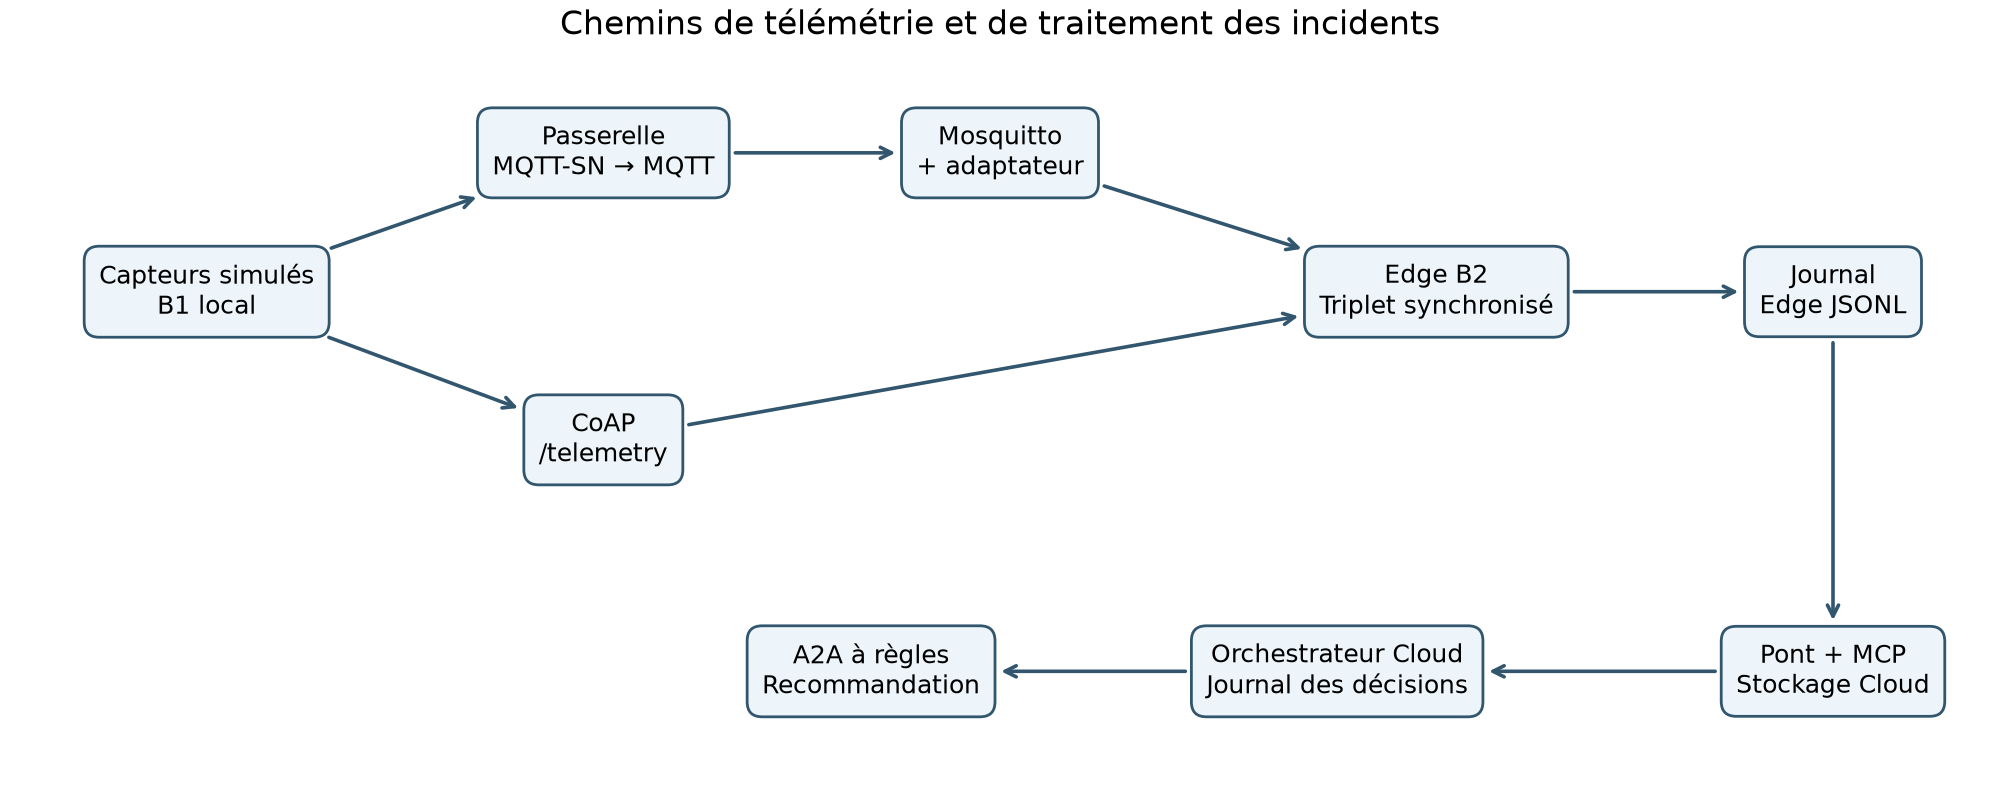 Chemins de télémétrie et de traitement des incidents
Passerelle
MQTT-SN → MQTT
Mosquitto
+ adaptateur
Capteurs simulés
B1 local
Edge B2
Triplet synchronisé
Journal
Edge JSONL
CoAP
/telemetry
A2A à règles
Recommandation
Orchestrateur Cloud
Journal des décisions
Pont + MCP
Stockage Cloud